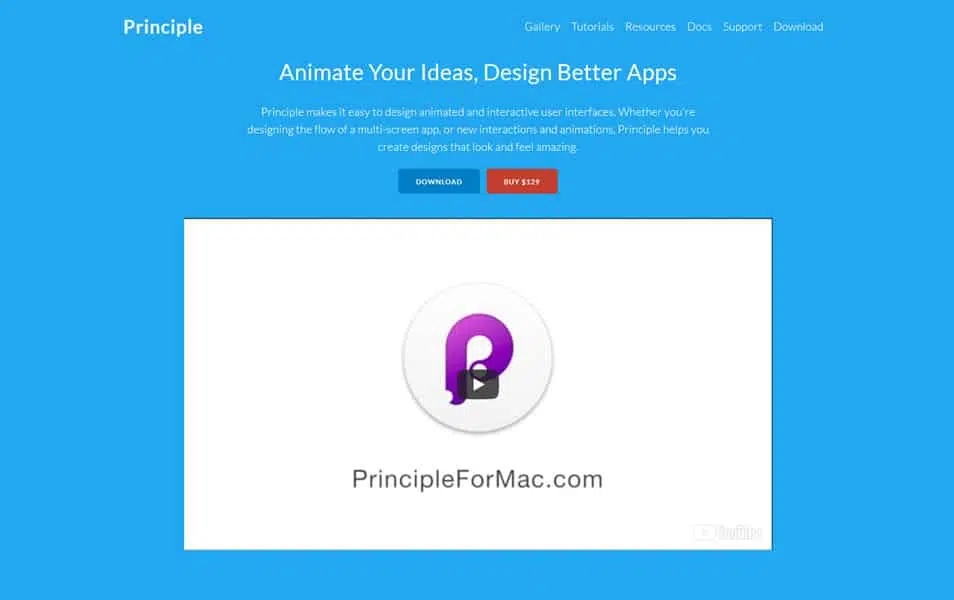 Principle
Gallery Tutorials Resources Docs Support Download
Animate Your Ideas, Design Better Apps
Principle makes it easy to design animated and interactive user interfaces. Whether you're
designing the flow of a multi-screen app, or new interactions and animations, Principle helps you
create designs that look and feel amazing.
DOWNLOAD
BUY $129
PrincipleForMac.com
YouTube